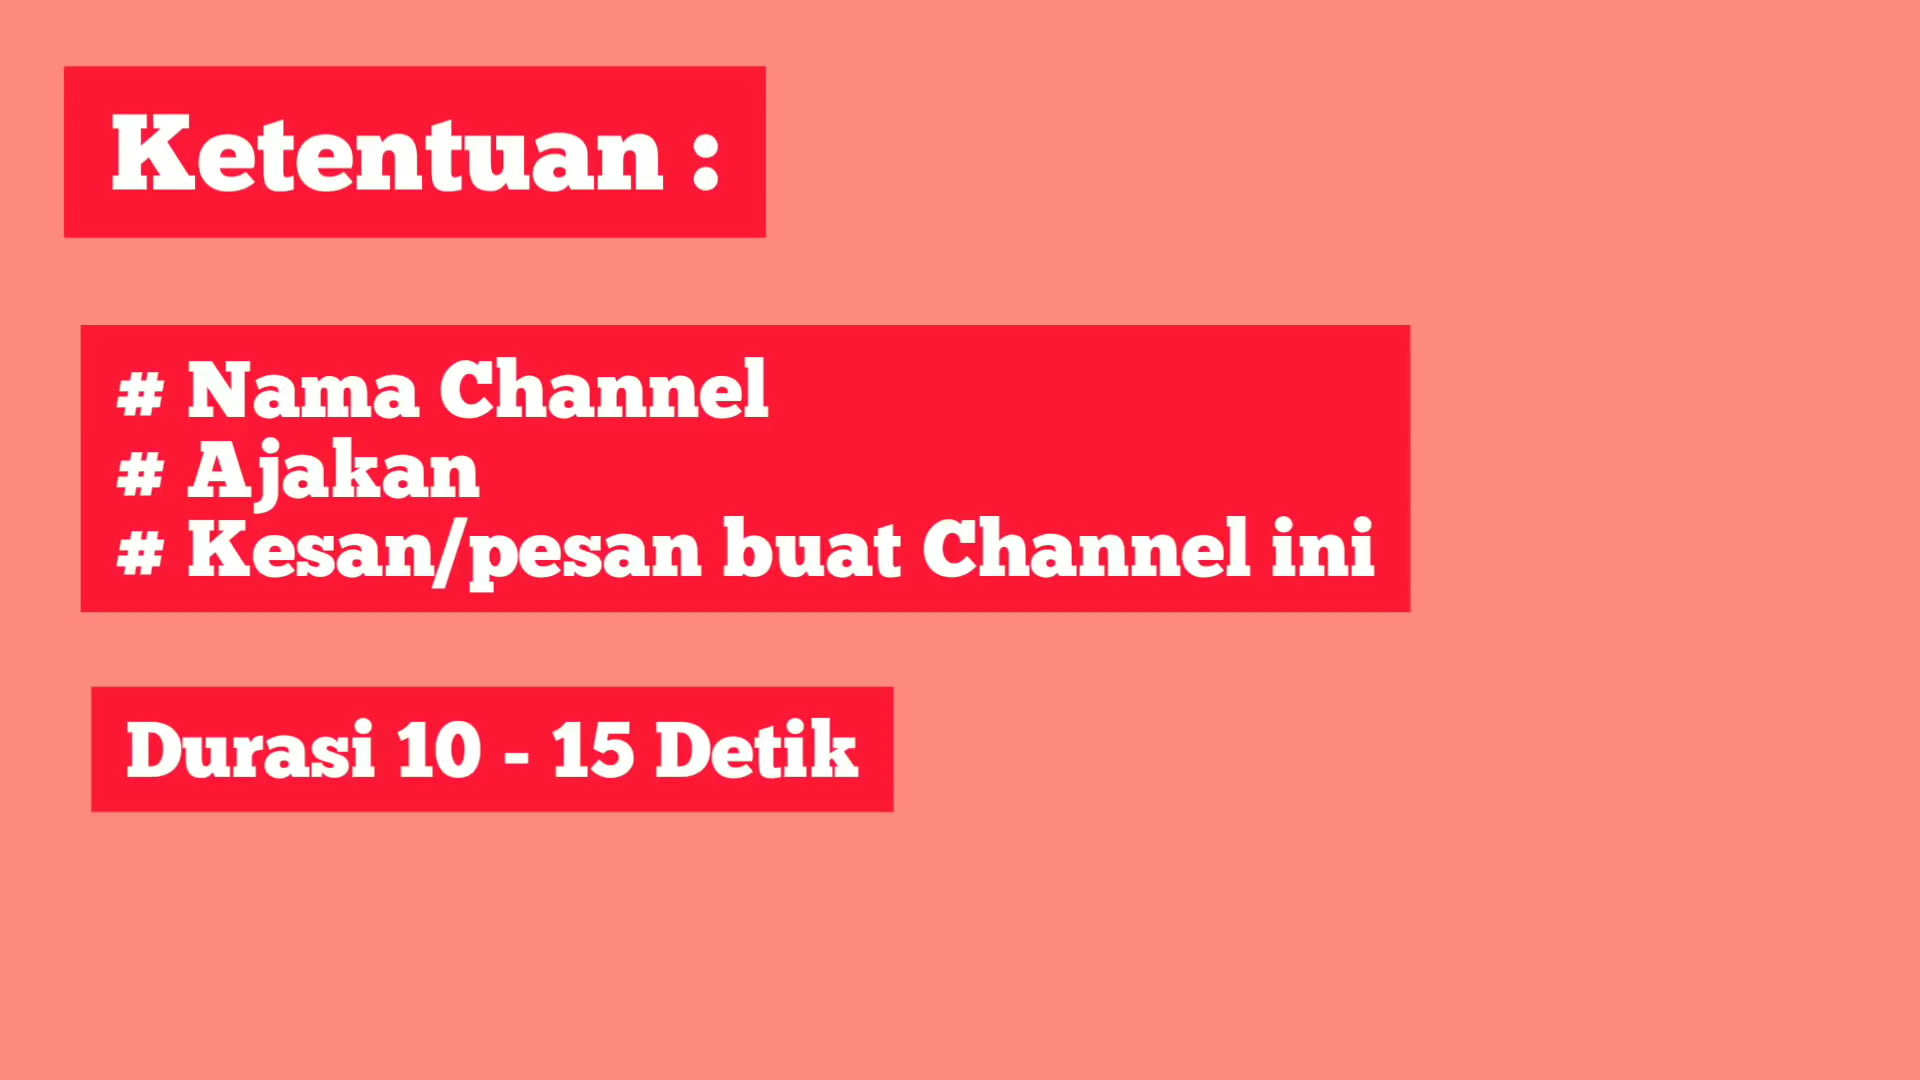 Ketentuan :
# Nama Channel
# Ajakan
# Kesan/pesan buat Channel ini
Durasi 10 - 15 Detik